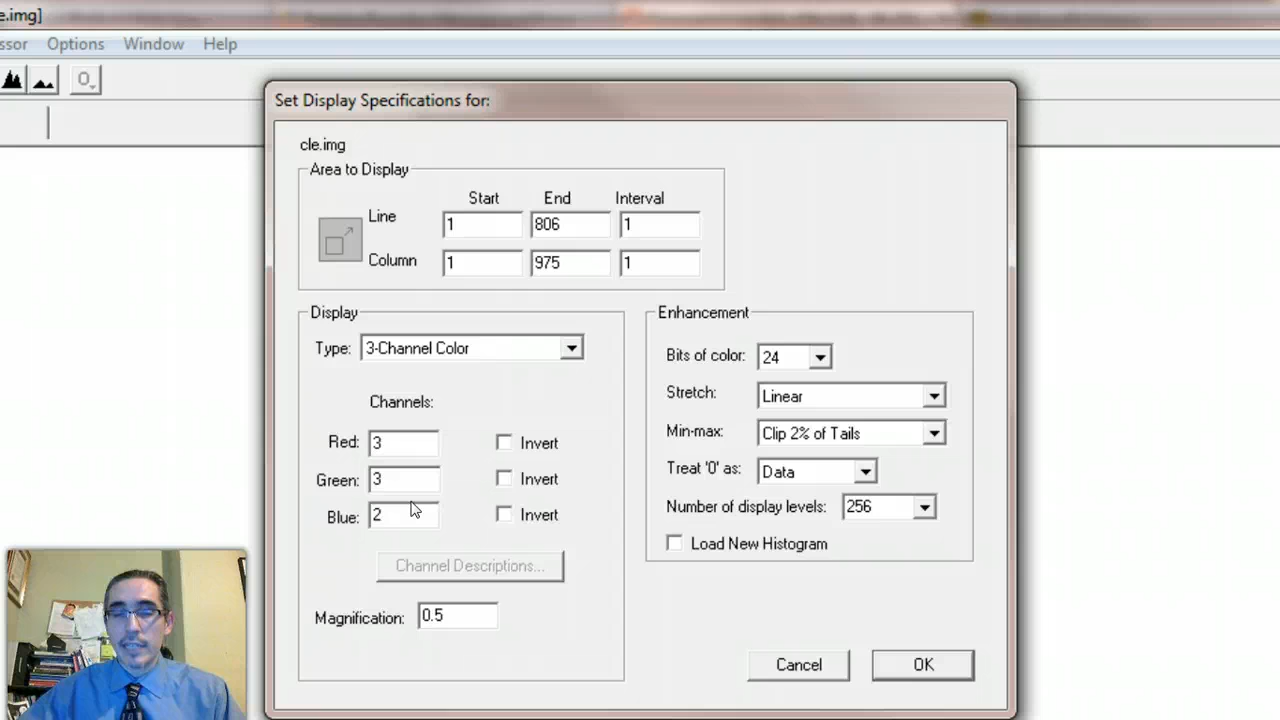 e.img]
ssor Options Window Help
Set Display Specifications for:
cle.img
Area to Display
Start End Interval
Line 1 806 1
Column 1 975 1
Display
Type: 3-Channel Color
Channels:
Red: 3 Invert
Green: 3 Invert
Blue: 2 Invert
Channel Descriptions...
Magnification: 0.5
Enhancement
Bits of color: 24
Stretch: Linear
Min-max: Clip 2% of Tails
Treat '0' as: Data
Number of display levels: 256
Load New Histogram
Cancel OK